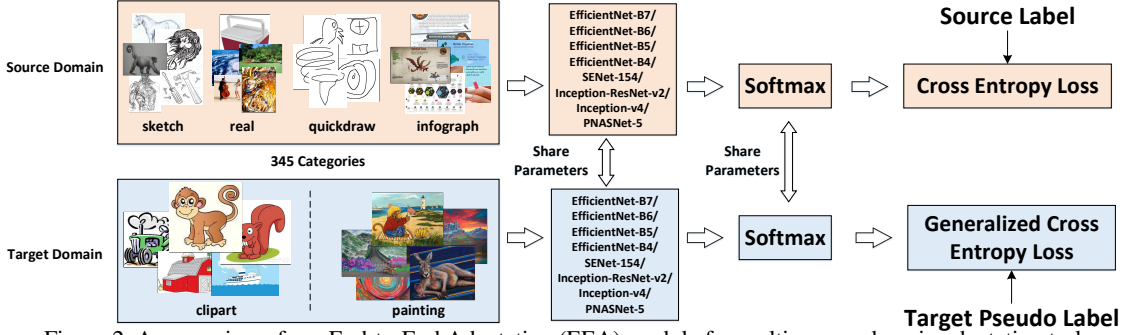 Source Domain
sketch
real
quickdraw
infograph
EfficientNet-B7/
EfficientNet-B6/
EfficientNet-B5/
EfficientNet-B4/
SENet-154/
Inception-ResNet-v2/
Inception-v4/
PNASNet-5
Softmax
Source Label
Cross Entropy Loss
345 Categories
Share
Parameters
Share
Parameters
Target Domain
clipart
painting
EfficientNet-B7/
EfficientNet-B6/
EfficientNet-B5/
EfficientNet-B4/
SENet-154/
Inception-ResNet-v2/
Inception-v4/
PNASNet-5
Softmax
Generalized Cross
Entropy Loss
Target Pseudo Label